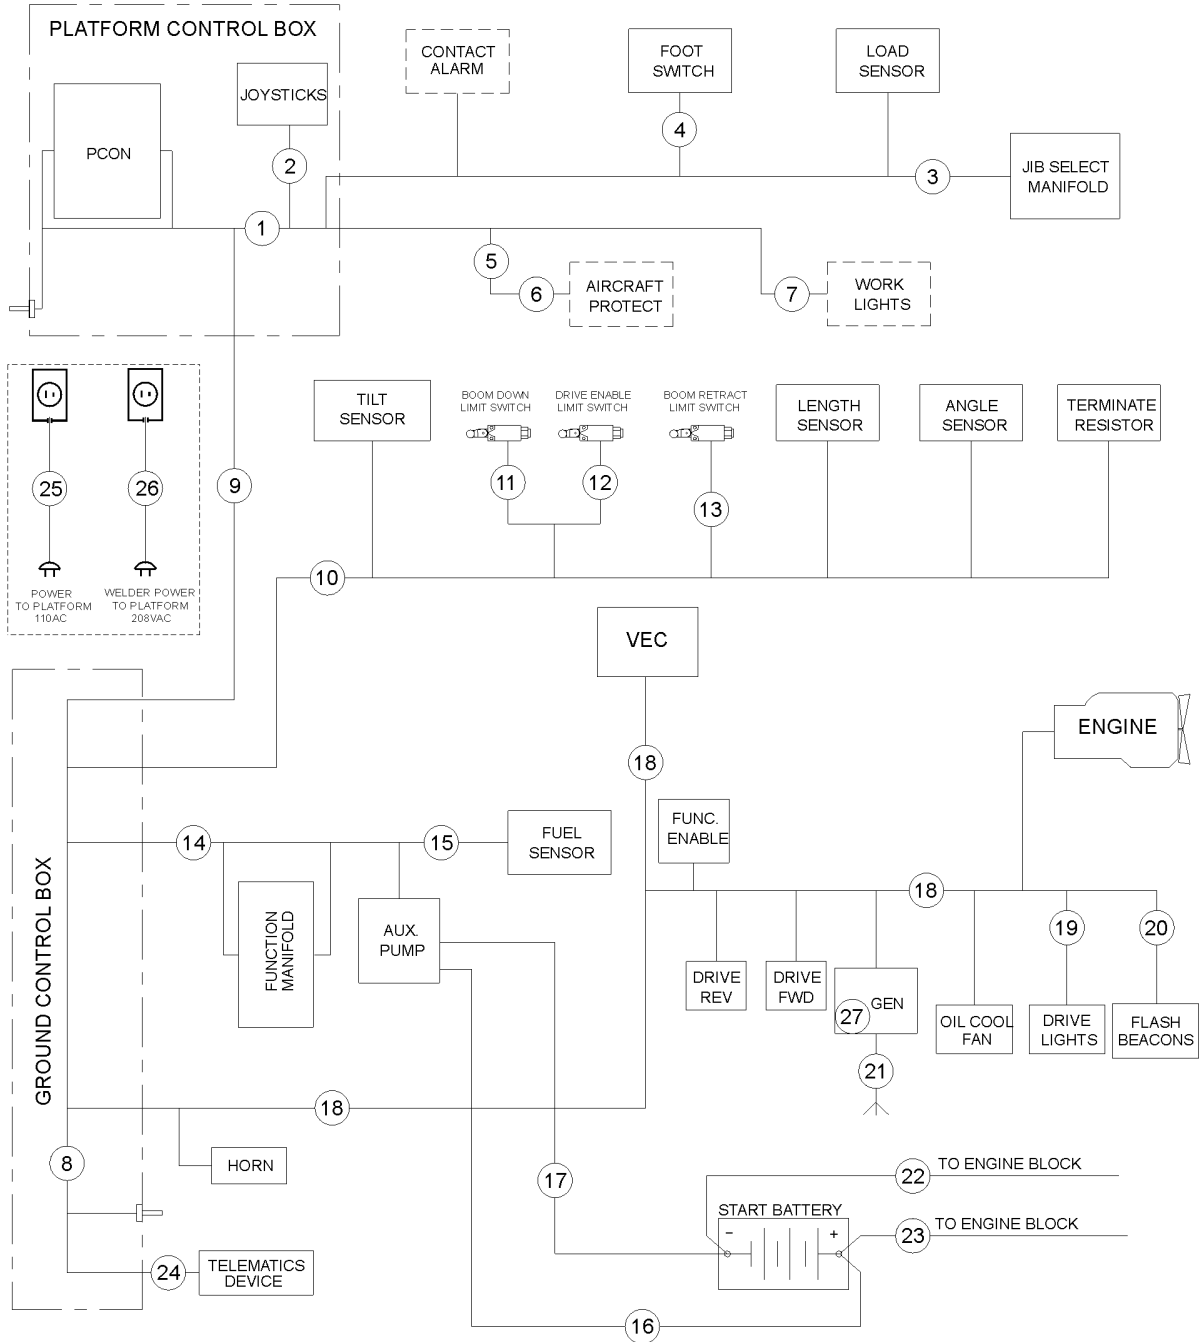 PLATFORM CONTROL BOX
PCON
JOYSTICKS
2
1
CONTACT
ALARM
FOOT
SWITCH
4
LOAD
SENSOR
3
JIB SELECT
MANIFOLD
5
6
AIRCRAFT
PROTECT
7
WORK
LIGHTS
25
26
POWER
TO PLATFORM
110AC
WELDER POWER
TO PLATFORM
208VAC
9
TILT
SENSOR
BOOM DOWN
LIMIT SWITCH
DRIVE ENABLE
LIMIT SWITCH
BOOM RETRACT
LIMIT SWITCH
LENGTH
SENSOR
ANGLE
SENSOR
TERMINATE
RESISTOR
11
12
13
10
VEC
18
ENGINE
GROUND CONTROL BOX
14
15
FUEL
SENSOR
FUNCTION
MANIFOLD
AUX.
PUMP
FUNC.
ENABLE
18
19
20
DRIVE
REV
DRIVE
FWD
GEN
27
21
OIL COOL
FAN
DRIVE
LIGHTS
FLASH
BEACONS
18
8
HORN
17
22
TO ENGINE BLOCK
START BATTERY
- +
23
TO ENGINE BLOCK
24
TELEMATICS
DEVICE
16